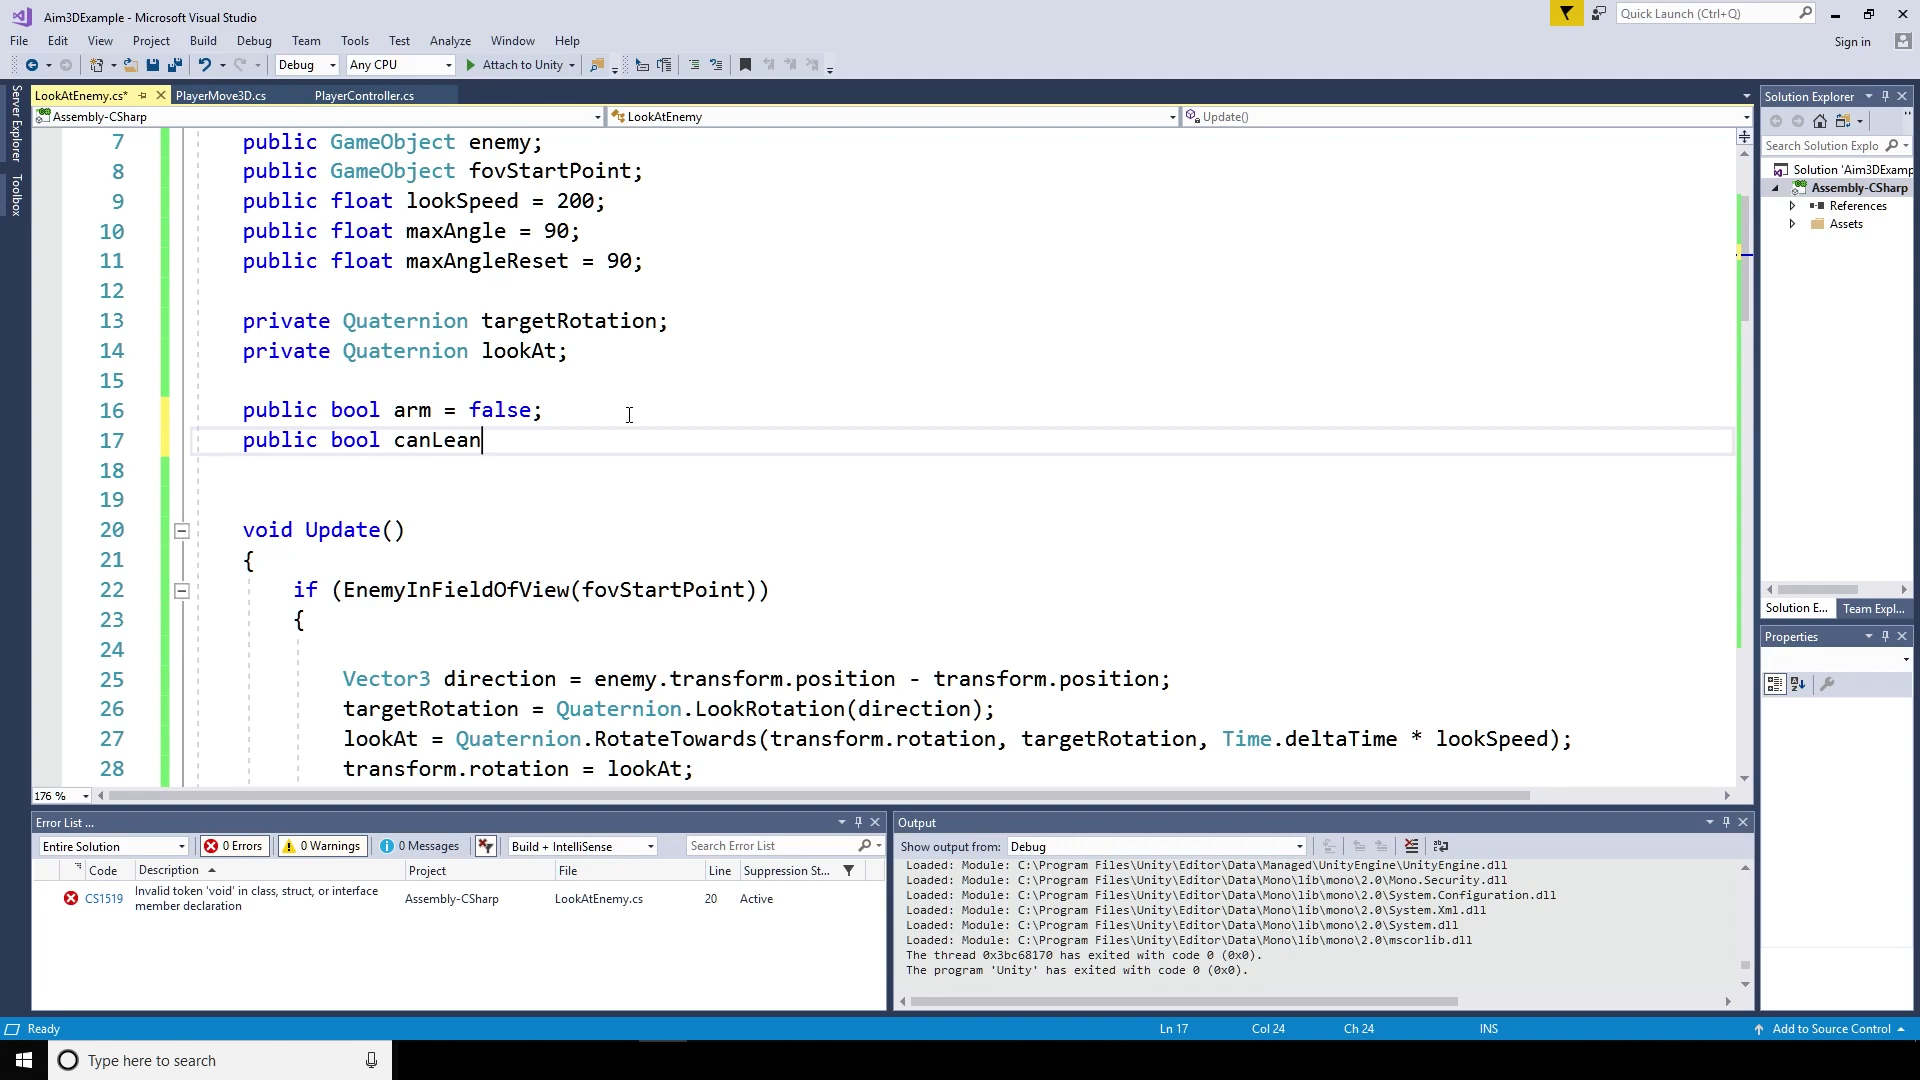 Aim3DExample - Microsoft Visual Studio
Quick Launch (Ctrl+Q)
File Edit View Project Build Debug Team Tools Test Analyze Window Help
Sign in
Debug Any CPU Attach to Unity
Server Explorer
Toolbox
LookAtEnemy.cs* PlayerMove3D.cs PlayerController.cs
Assembly-CSharp LookAtEnemy Update()
7 public GameObject enemy;
8 public GameObject fovStartPoint;
9 public float lookSpeed = 200;
10 public float maxAngle = 90;
11 public float maxAngleReset = 90;
12
13 private Quaternion targetRotation;
14 private Quaternion lookAt;
15
16 public bool arm = false;
17 public bool canLean
18
19
20 void Update()
21 {
22 if (EnemyInFieldOfView(fovStartPoint))
23 {
24
25 Vector3 direction = enemy.transform.position - transform.position;
26 targetRotation = Quaternion.LookRotation(direction);
27 lookAt = Quaternion.RotateTowards(transform.rotation, targetRotation, Time.deltaTime * lookSpeed);
28 transform.rotation = lookAt;
176 %
Solution Explorer
Search Solution Explo
Solution 'Aim3DExamp
Assembly-CSharp
References
Assets
Solution E... Team Expl...
Properties
Error List ...
Entire Solution 0 Errors 0 Warnings 0 Messages Build + IntelliSense Search Error List
Code Description Project File Line Suppression St...
CS1519 Invalid token 'void' in class, struct, or interface member declaration Assembly-CSharp LookAtEnemy.cs 20 Active
Output
Show output from: Debug
Loaded: Module: C:\Program Files\Unity\Editor\Data\Managed\UnityEngine\UnityEngine.dll
Loaded: Module: C:\Program Files\Unity\Editor\Data\Mono\lib\mono\2.0\Mono.Security.dll
Loaded: Module: C:\Program Files\Unity\Editor\Data\Mono\lib\mono\2.0\System.Configuration.dll
Loaded: Module: C:\Program Files\Unity\Editor\Data\Mono\lib\mono\2.0\System.Xml.dll
Loaded: Module: C:\Program Files\Unity\Editor\Data\Mono\lib\mono\2.0\System.dll
Loaded: Module: C:\Program Files\Unity\Editor\Data\Mono\lib\mono\2.0\mscorlib.dll
The thread 0x3bc68170 has exited with code 0 (0x0).
The program 'Unity' has exited with code 0 (0x0).
Ready Ln 17 Col 24 Ch 24 INS Add to Source Control
Type here to search